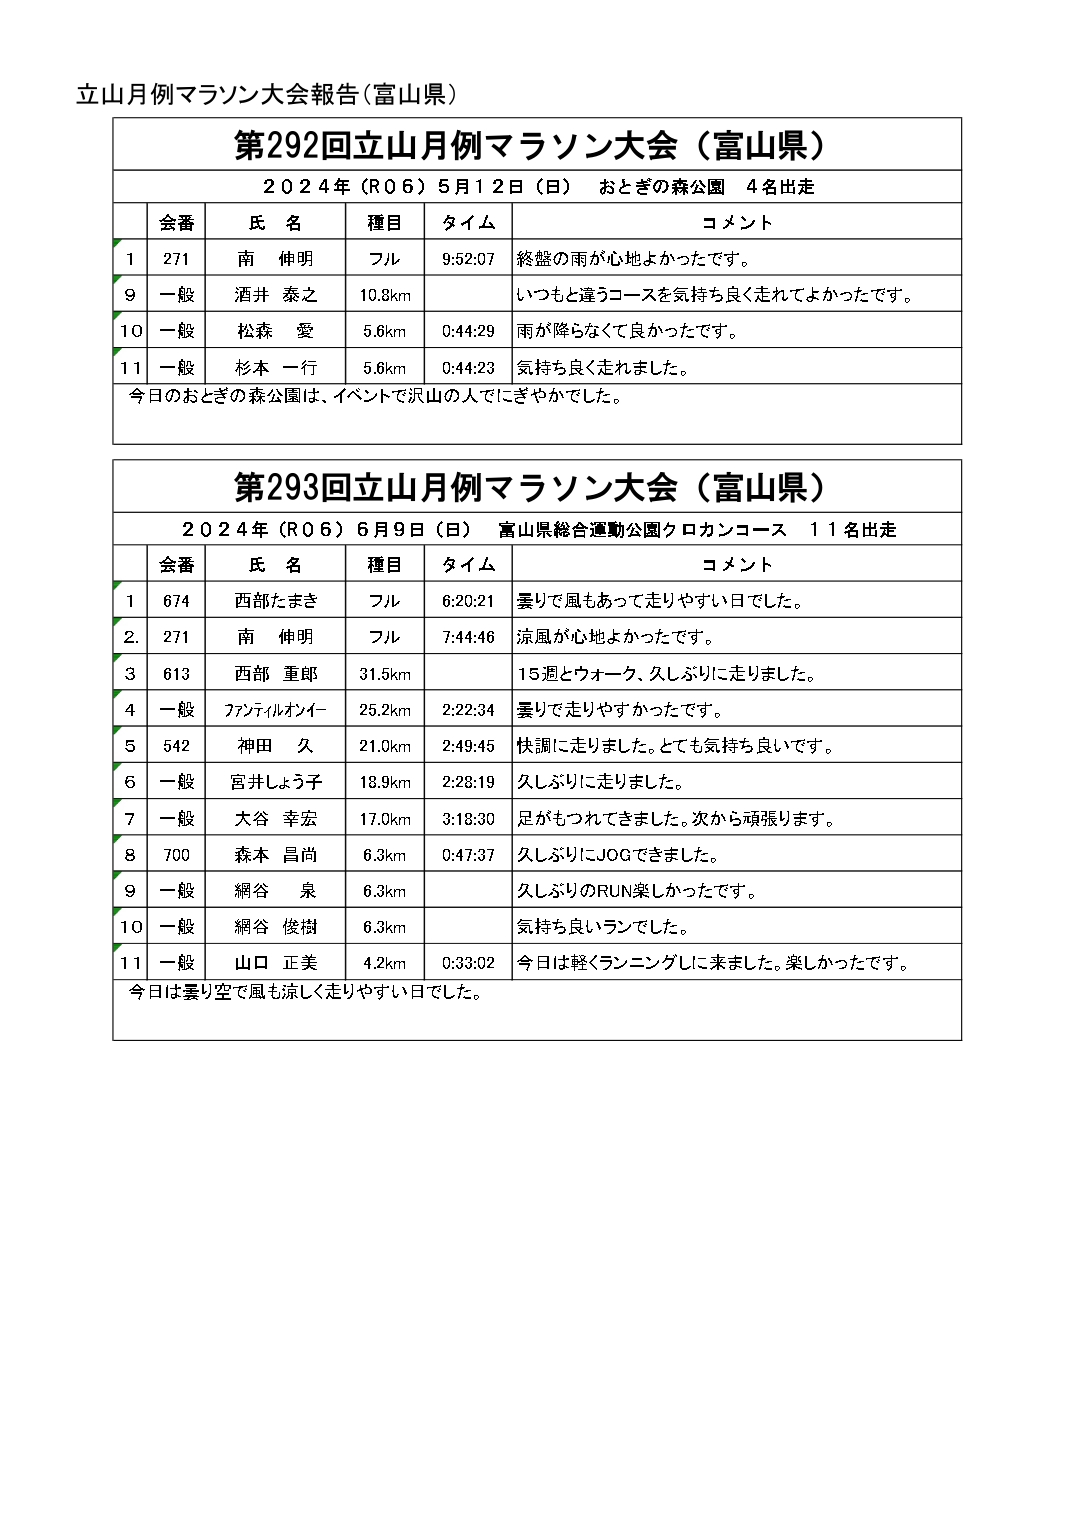 立山月例マラソン大会報告（富山県）
第292回立山月例マラソン大会（富山県）
２０２４年（Ｒ０６）５月１２日（日）　おとぎの森公園　４名出走
会番　氏　名　種目　タイム　コメント
1　271　南　伸明　フル　9:52:07　終盤の雨が心地よかったです。
9　一般　酒井　泰之　10.8km　いつもと違うコースを気持ち良く走れてよかったです。
10　一般　松森　愛　5.6km　0:44:29　雨が降らなくて良かったです。
11　一般　杉本　一行　5.6km　0:44:23　気持ち良く走れました。
今日のおとぎの森公園は、イベントで沢山の人でにぎやかでした。
第293回立山月例マラソン大会（富山県）
２０２４年（Ｒ０６）６月９日（日）　富山県総合運動公園クロカンコース　１１名出走
会番　氏　名　種目　タイム　コメント
1　674　西部たまき　フル　6:20:21　曇りで風もあって走りやすい日でした。
2.　271　南　伸明　フル　7:44:46　涼風が心地よかったです。
3　613　西部　重郎　31.5km　15週とウォーク、久しぶりに走りました。
4　一般　ファンティルオンイー　25.2km　2:22:34　曇りで走りやすかったです。
5　542　神田　久　21.0km　2:49:45　快調に走りました。とても気持ち良いです。
6　一般　宮井しょう子　18.9km　2:28:19　久しぶりに走りました。
7　一般　大谷　幸宏　17.0km　3:18:30　足がもつれてきました。次から頑張ります。
8　700　森本　昌尚　6.3km　0:47:37　久しぶりにJOGできました。
9　一般　網谷　泉　6.3km　久しぶりのRUN楽しかったです。
10　一般　網谷　俊樹　6.3km　気持ち良いランでした。
11　一般　山口　正美　4.2km　0:33:02　今日は軽くランニングしに来ました。楽しかったです。
今日は曇り空で風も涼しく走りやすい日でした。